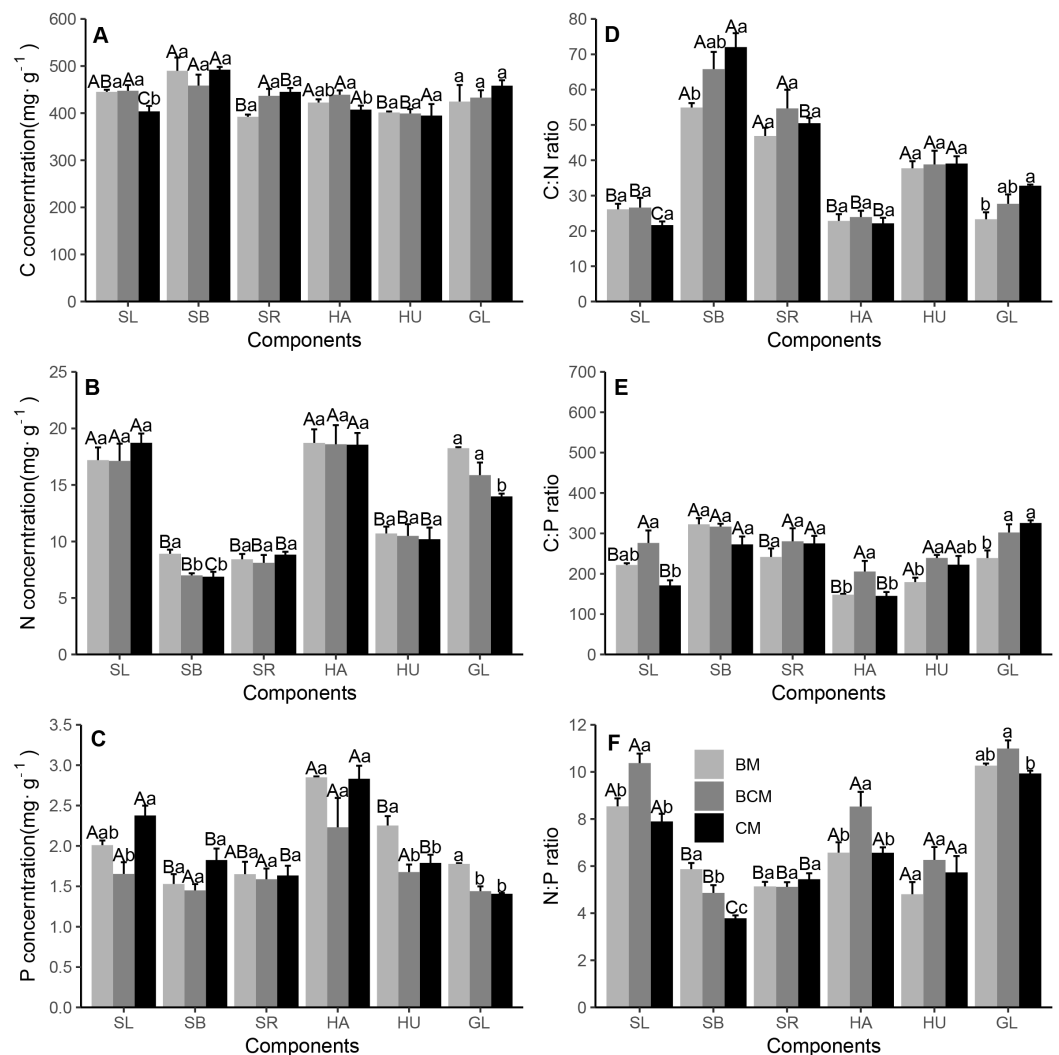 A
C concerntration(mg· g⁻¹ )
600
500
400
300
200
100
0
ABa Aa Cb Aa Aa Aa Ba Aa Ba Aab Aa Ab Ba Ba Aa a a a
SL SB SR HA HU GL
Components
D
C:N ratio
80
70
60
50
40
30
20
10
0
Ba Ba Ca Ab Aab Aa Aa Aa Ba Ba Ba Ba Aa Aa Aa b ab a
SL SB SR HA HU GL
Components
B
N concerntration(mg· g⁻¹ )
25
20
15
10
5
0
Aa Aa Aa Ba Bb Cb Ba Ba Ba Aa Aa Aa Ba Ba Ba a a b
SL SB SR HA HU GL
Components
E
C:P ratio
700
600
500
400
300
200
100
0
Bab Aa Bb Aa Aa Aa Ba Aa Aa Bb Aa Bb Ab Aa Aab b a a
SL SB SR HA HU GL
Components
C
P concerntration(mg· g⁻¹ )
3.5
3.0
2.5
2.0
1.5
1.0
0.5
0.0
Aab Ab Aa Ba Aa Aa ABa Aa Ba Aa Aa Aa Ba Ab Bb a b b
SL SB SR HA HU GL
Components
F
N:P ratio
12
10
8
6
4
2
0
BM
BCM
CM
Ab Aa Ab Ba Bb Cc Ba Ba Ba Ab Aa Ab Aa Aa Aa ab a b
SL SB SR HA HU GL
Components